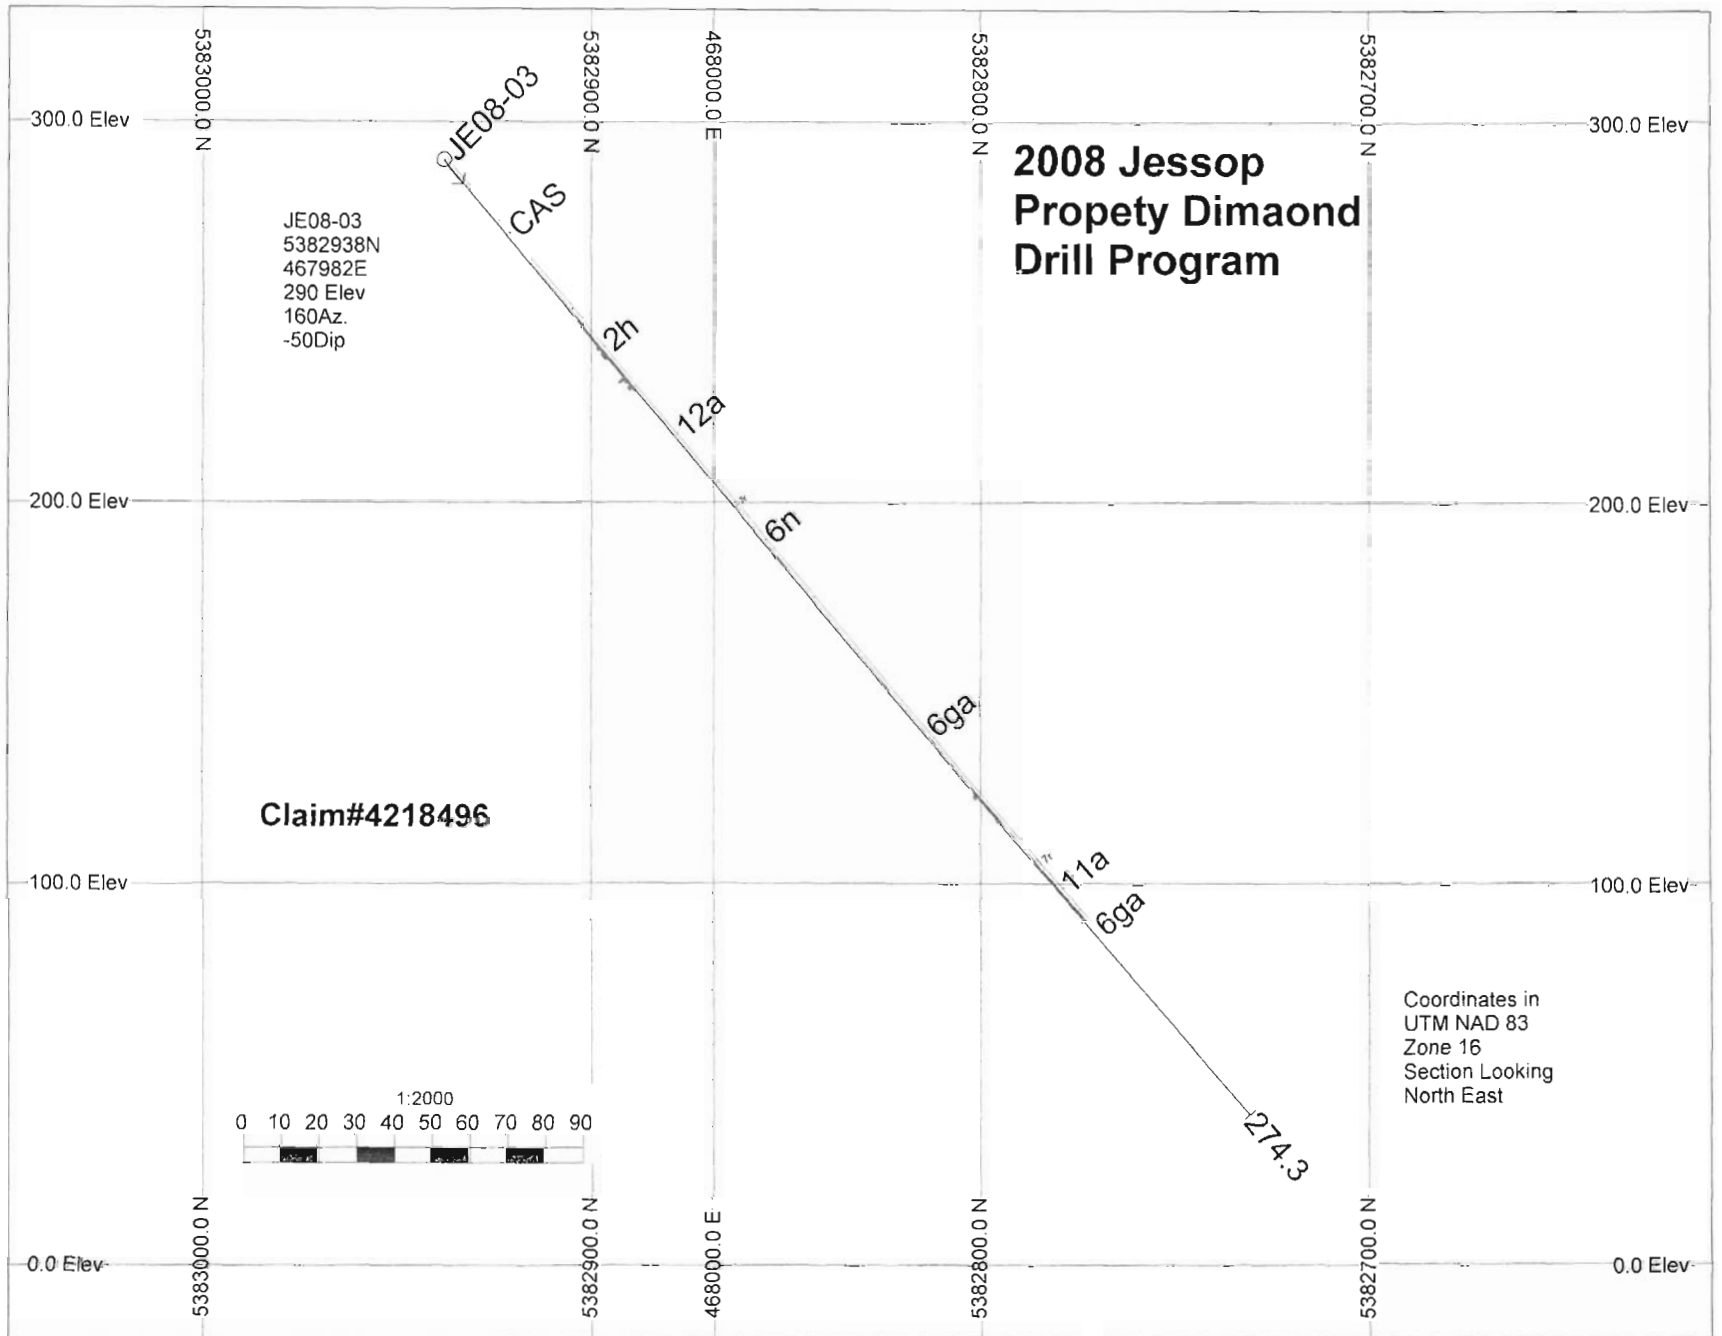 5383000.0 N
5382900.0 N
468000.0 E
5382800.0 N
5382700.0 N
300.0 Elev
300.0 Elev
JE08-03
2008 Jessop
Propety Dimaond
Drill Program
CAS
JE08-03
5382938N
467982E
290 Elev
160Az.
-50Dip
2h
12a
200.0 Elev
200.0 Elev
6n
6ga
Claim#4218496
11a
100.0 Elev
100.0 Elev
6ga
Coordinates in
UTM NAD 83
Zone 16
Section Looking
North East
1:2000
0 10 20 30 40 50 60 70 80 90
274.3
5383000.0 N
5382900.0 N
468000.0 E
5382800.0 N
5382700.0 N
0.0 Elev
0.0 Elev